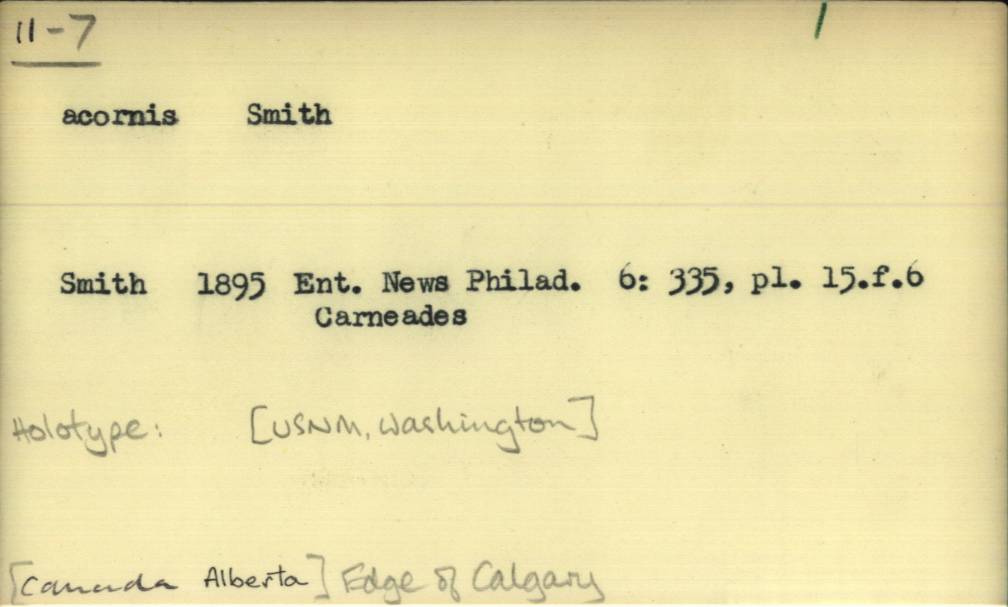 11-7
acornis Smith
Smith 1895 Ent. News Philad. 6: 335, pl. 15.f.6
Carneades
Holotype: [USNM, Washington]
[Canada Alberta] Edge of Calgary